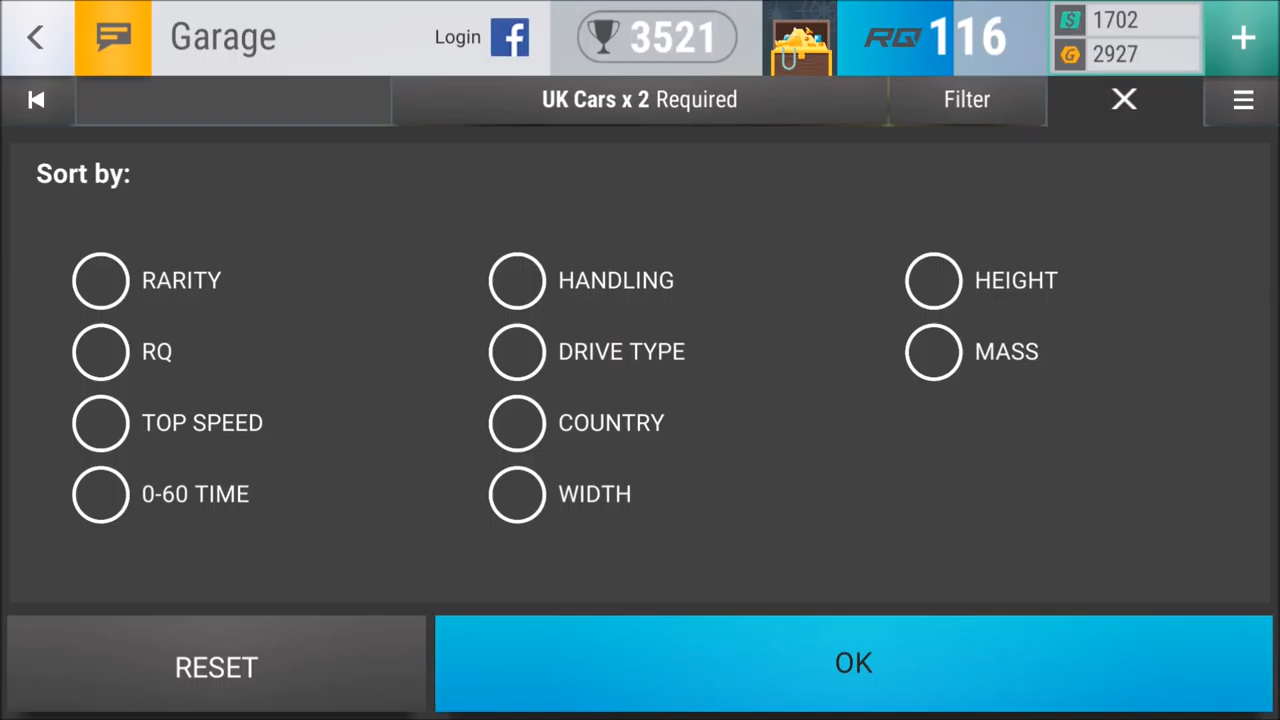 Garage
Login
f
3521
RQ 116
$ 1702
G 2927
+
UK Cars x 2 Required
Filter
Sort by:
RARITY
RQ
TOP SPEED
0-60 TIME
HANDLING
DRIVE TYPE
COUNTRY
WIDTH
HEIGHT
MASS
RESET
OK